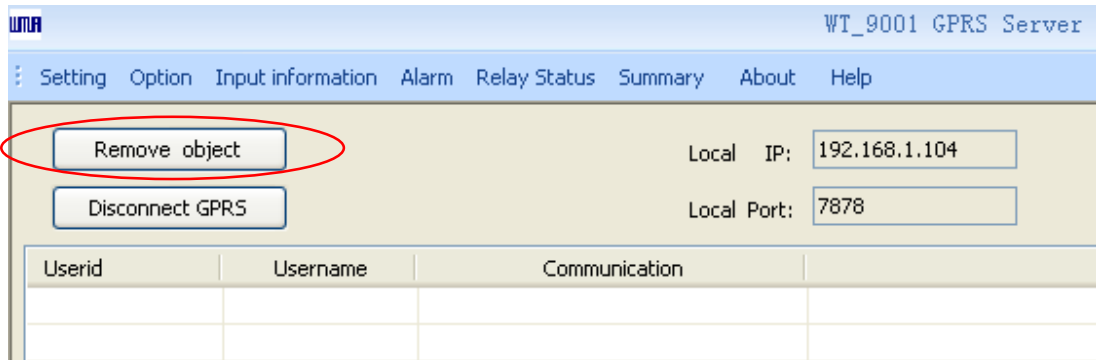 WMA
WT_9001 GPRS Server
Setting Option Input information Alarm Relay Status Summary About Help
Remove object
Local IP: 192.168.1.104
Disconnect GPRS
Local Port: 7878
Userid Username Communication